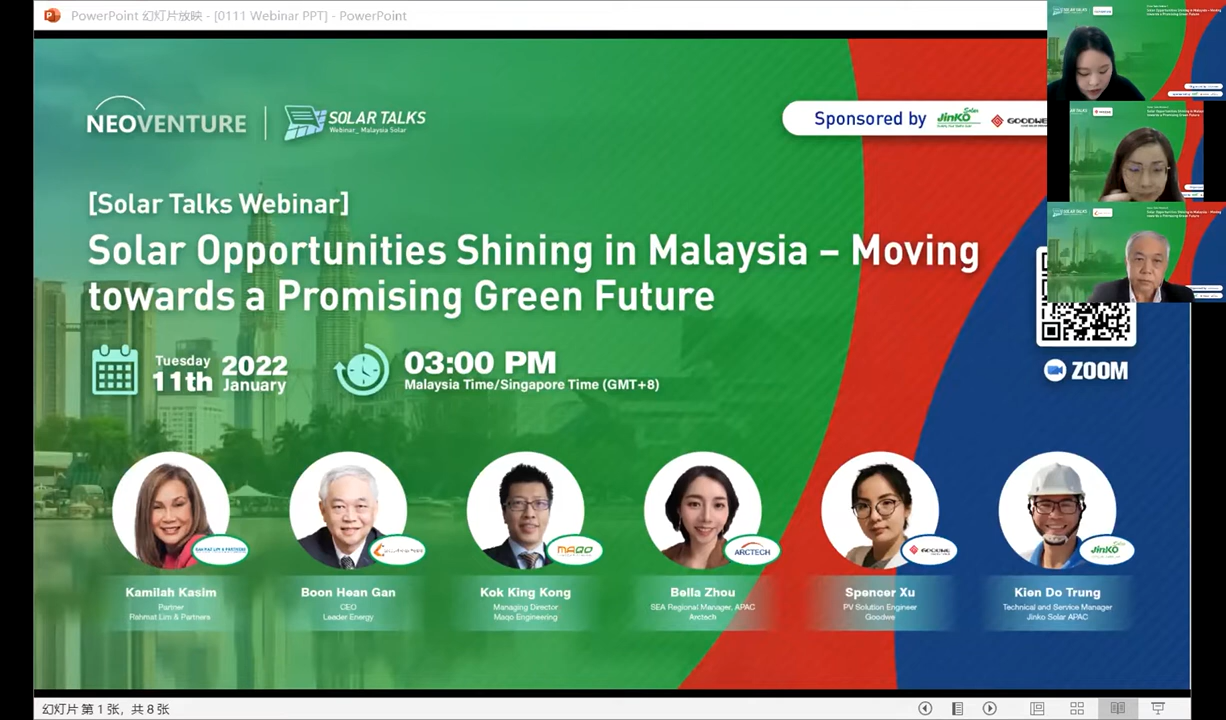 PowerPoint 幻灯片放映 - [0111 Webinar PPT] - PowerPoint
NEOVENTURE
SOLAR TALKS
Webinar_ Malaysia Solar
Sponsored by
JinKO Solar
GOODWE
[Solar Talks Webinar]
Solar Opportunities Shining in Malaysia – Moving
towards a Promising Green Future
Tuesday
11th
2022
January
03:00 PM
Malaysia Time/Singapore Time (GMT+8)
ZOOM
MAQO
ARCTECH
GOODWE
JinKO
Kamilah Kasim
Partner
Rahmat Lim & Partners
Boon Hean Gan
CEO
Leader Energy
Kok King Kong
Managing Director
Maqo Engineering
Bella Zhou
SEA Regional Manager, APAC
Arctech
Spencer Xu
PV Solution Engineer
Goodwe
Kien Do Trung
Technical and Service Manager
Jinko Solar APAC
幻灯片 第 1 张，共 8 张